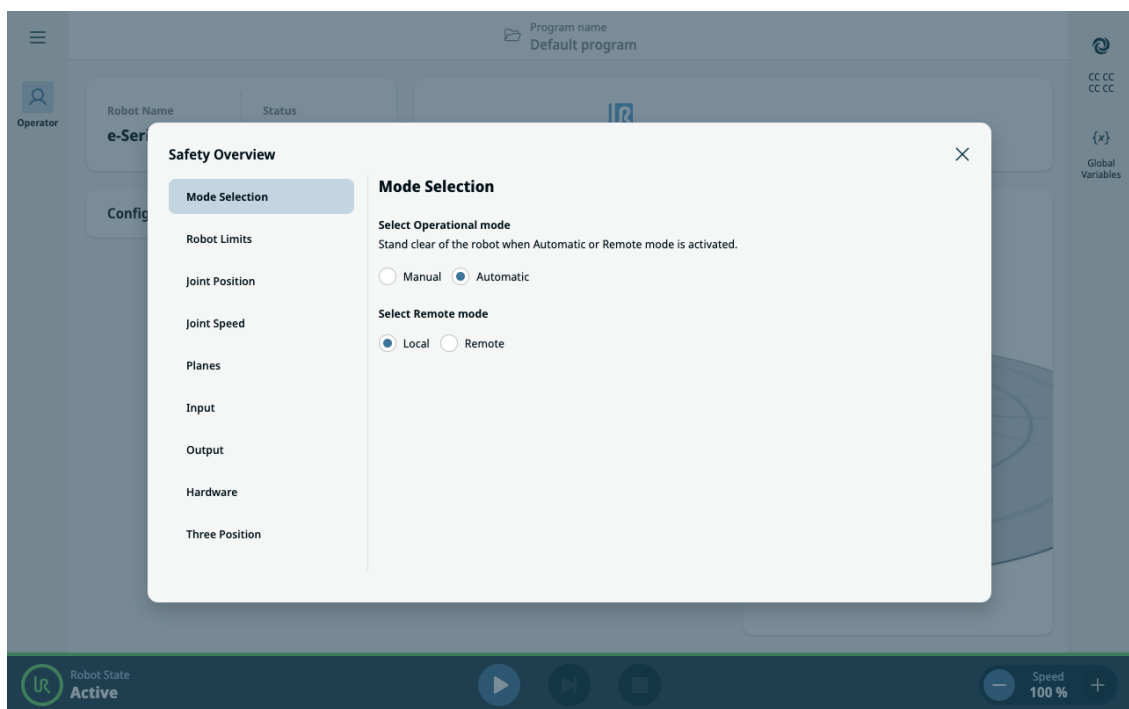 Program name
Default program
Operator
Robot Name
Status
e-Seri
Config
CC CC
CC CC
{x}
Global
Variables
Safety Overview
Mode Selection
Robot Limits
Joint Position
Joint Speed
Planes
Input
Output
Hardware
Three Position
Mode Selection
Select Operational mode
Stand clear of the robot when Automatic or Remote mode is activated.
Manual Automatic
Select Remote mode
Local Remote
Robot State
Active
Speed
100 %